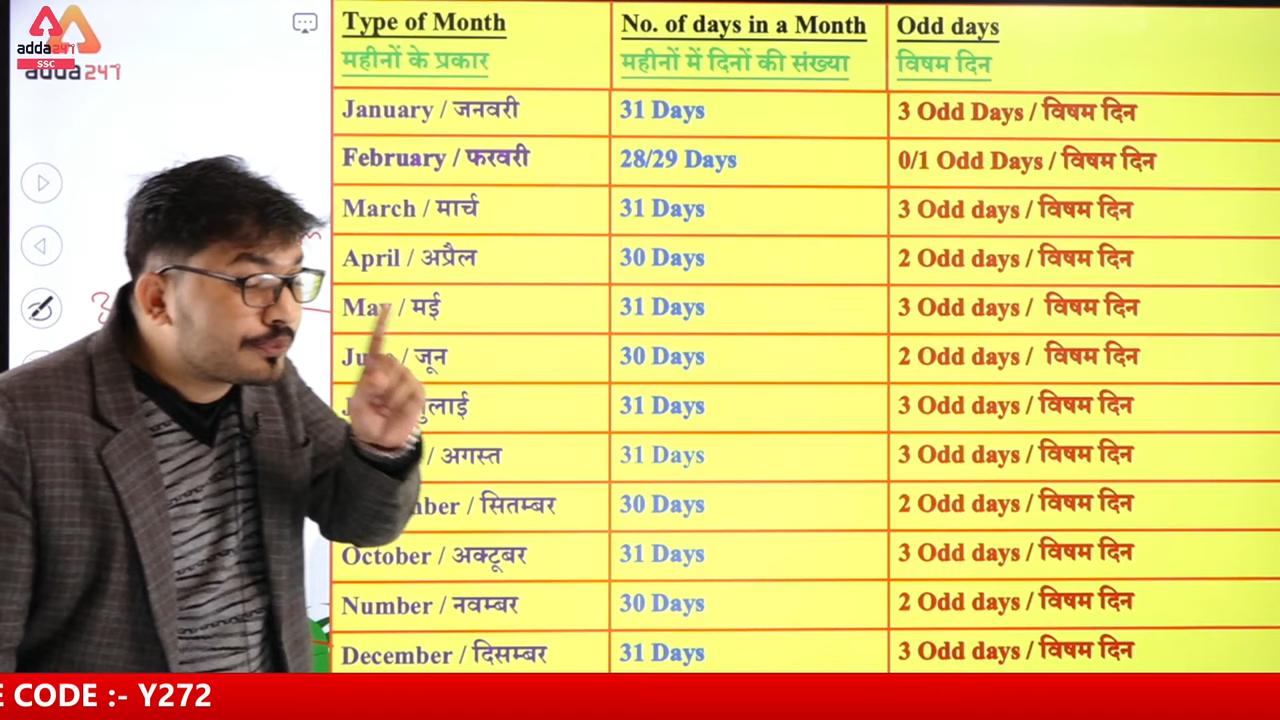 adda247
SSC
adda247
Type of Month No. of days in a Month Odd days
महीनों के प्रकार महीनों में दिनों की संख्या विषम दिन
January / जनवरी 31 Days 3 Odd Days / विषम दिन
February / फरवरी 28/29 Days 0/1 Odd Days / विषम दिन
March / मार्च 31 Days 3 Odd days / विषम दिन
April / अप्रैल 30 Days 2 Odd days / विषम दिन
May / मई 31 Days 3 Odd days / विषम दिन
/ जून 30 Days 2 Odd days / विषम दिन
31 Days 3 Odd days / विषम दिन
/ अगस्त 31 Days 3 Odd days / विषम दिन
/ सितम्बर 30 Days 2 Odd days / विषम दिन
October / अक्टूबर 31 Days 3 Odd days / विषम दिन
Number / नवम्बर 30 Days 2 Odd days / विषम दिन
December / दिसम्बर 31 Days 3 Odd days / विषम दिन
CODE :- Y272